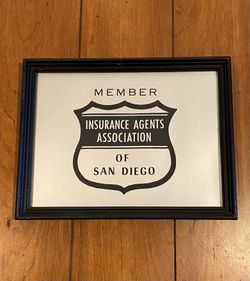 MEMBER
INSURANCE AGENTS
ASSOCIATION
OF
SAN DIEGO